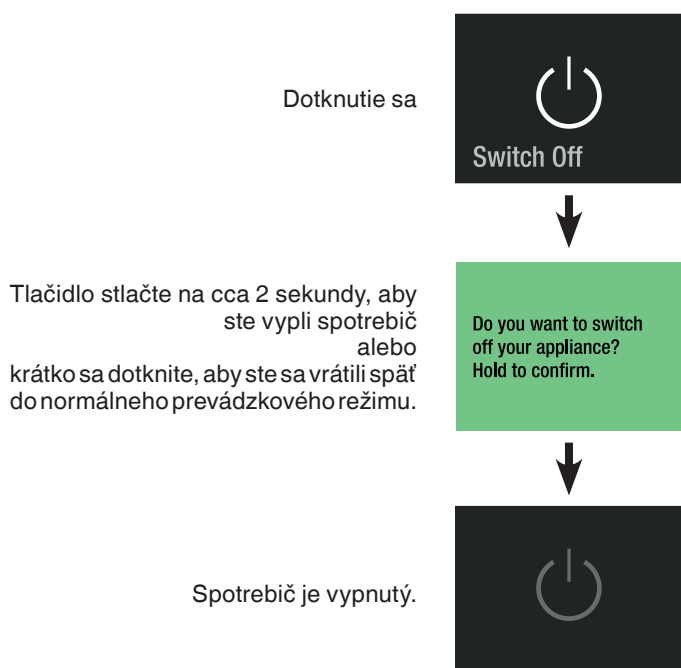 Dotknutie sa
Switch Off
Tlačidlo stlačte na cca 2 sekundy, aby
ste vypli spotrebič
alebo
krátko sa dotknite, aby ste sa vrátili späť
do normálneho prevádzkového režimu.
Do you want to switch
off your appliance?
Hold to confirm.
Spotrebič je vypnutý.